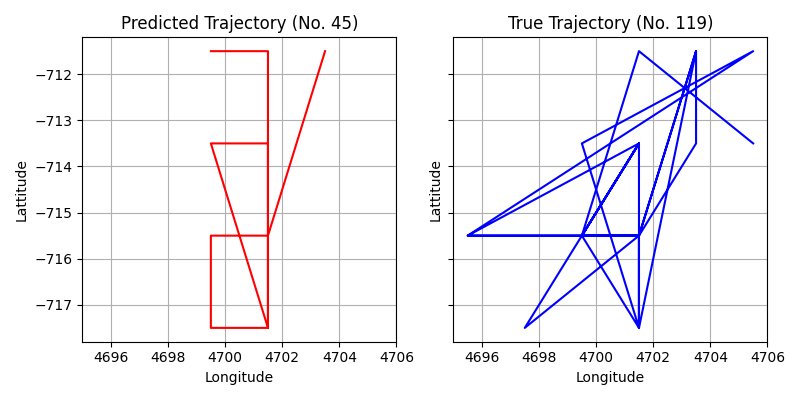 Predicted Trajectory (No. 45)
True Trajectory (No. 119)
−712
−713
−714
−715
−716
−717
Lattitude
Lattitude
4696 4698 4700 4702 4704 4706
4696 4698 4700 4702 4704 4706
Longitude
Longitude